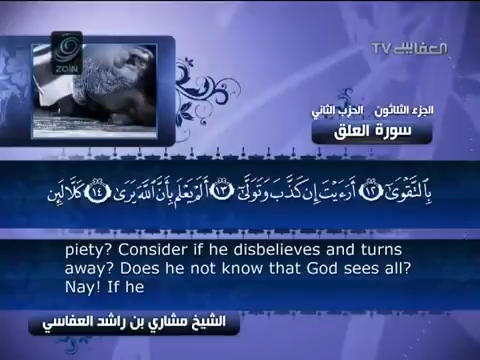 العفاسي TV
ZAIN
الجزء الثلاثون الحزب الثاني
سورة العلق
بِالتَّقْوَىٰٓ ١٢ أَرَءَيْتَ إِن كَذَّبَ وَتَوَلَّىٰٓ ١٣ أَلَمْ يَعْلَم بِأَنَّ ٱللَّهَ يَرَىٰ ١٤ كَلَّا لَئِن
piety? Consider if he disbelieves and turns
away? Does he not know that God sees all?
Nay! If he
الشيخ مشاري بن راشد العفاسي